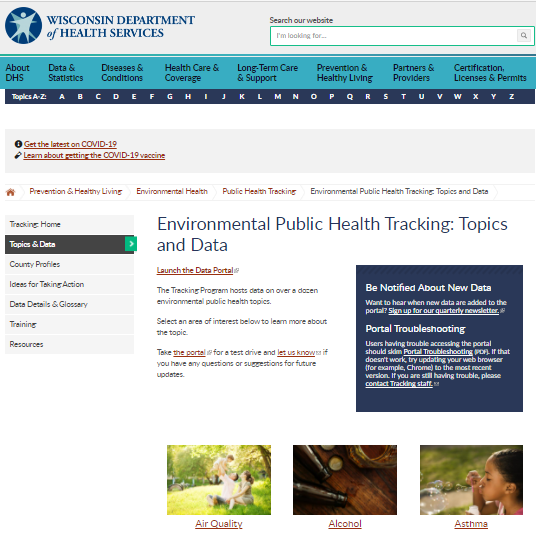 WISCONSIN DEPARTMENT
of HEALTH SERVICES
Search our website
I'm looking for...
About DHS
Data & Statistics
Diseases & Conditions
Health Care & Coverage
Long-Term Care & Support
Prevention & Healthy Living
Partners & Providers
Certification, Licenses & Permits
Topics A-Z: A B C D E F G H I J K L M N O P Q R S T U V W X Y Z
Get the latest on COVID-19
Learn about getting the COVID-19 vaccine
Prevention & Healthy Living
Environmental Health
Public Health Tracking
Environmental Public Health Tracking: Topics and Data
Tracking: Home
Topics & Data
County Profiles
Ideas for Taking Action
Data Details & Glossary
Training
Resources
Environmental Public Health Tracking: Topics
and Data
Launch the Data Portal
The Tracking Program hosts data on over a dozen
environmental public health topics.
Select an area of interest below to learn more about
the topic.
Take the portal for a test drive and let us know if
you have any questions or suggestions for future
updates.
Be Notified About New Data
Want to hear when new data are added to the
portal? Sign up for our quarterly newsletter.
Portal Troubleshooting
Users having trouble accessing the portal
should skim Portal Troubleshooting (PDF). If that
doesn't work, try updating your web browser
(for example, Chrome) to the most recent
version. If you are still having trouble, please
contact Tracking staff.
Air Quality
Alcohol
Asthma